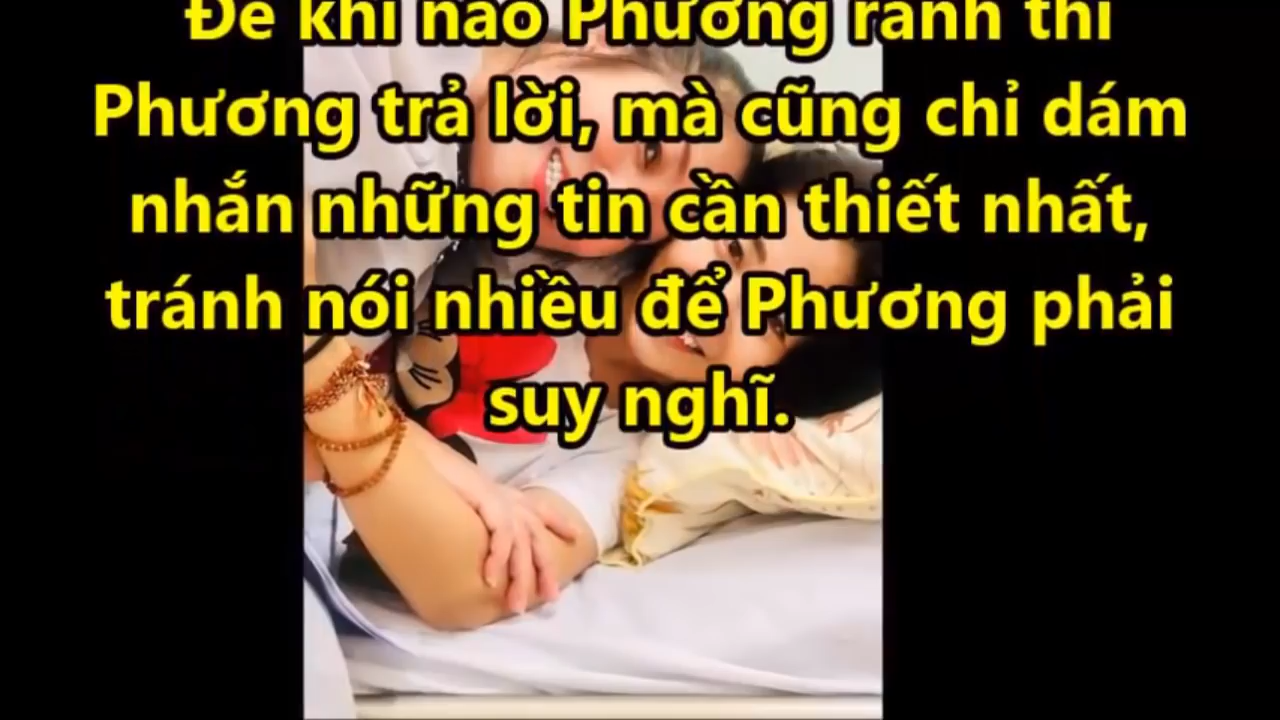 Để khi nào Phương rảnh thì
Phương trả lời, mà cũng chỉ dám
nhắn những tin cần thiết nhất,
tránh nói nhiều để Phương phải
suy nghĩ.